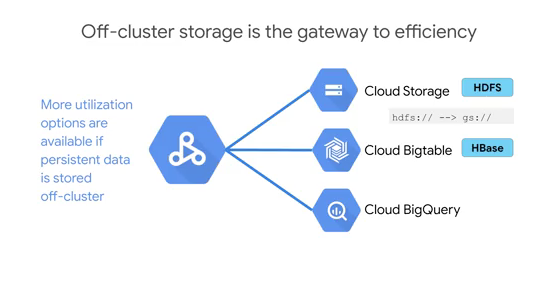 Off-cluster storage is the gateway to efficiency
More utilization
options are
available if
persistent data
is stored
off-cluster
Cloud Storage
HDFS
hdfs:// --> gs://
Cloud Bigtable
HBase
Cloud BigQuery